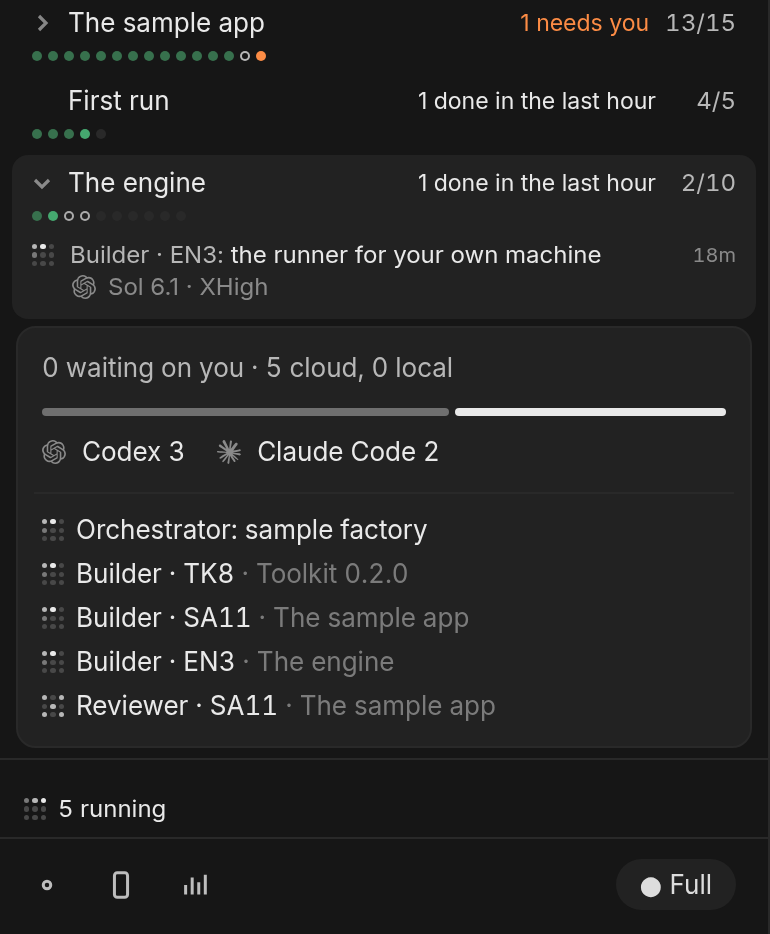 The sample app 1 needs you 13/15
First run 1 done in the last hour 4/5
The engine 1 done in the last hour 2/10
Builder · EN3: the runner for your own machine 18m
Sol 6.1 · XHigh
0 waiting on you · 5 cloud, 0 local
Codex 3 Claude Code 2
Orchestrator: sample factory
Builder · TK8 · Toolkit 0.2.0
Builder · SA11 · The sample app
Builder · EN3 · The engine
Reviewer · SA11 · The sample app
5 running
Full